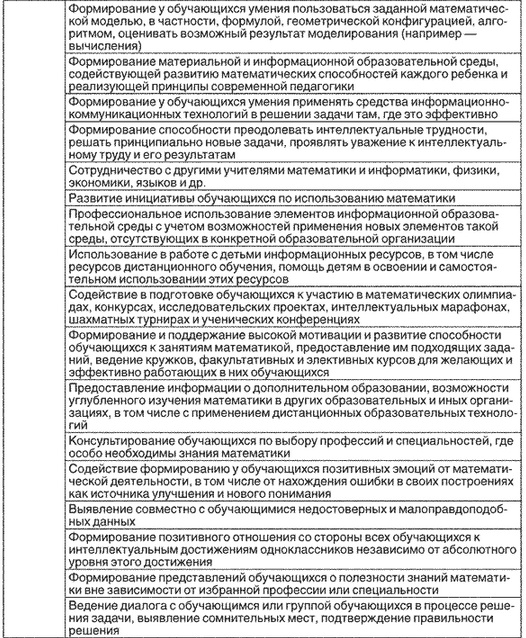 Формирование у обучающихся умения пользоваться заданной математичес-
кой моделью, в частности, формулой, геометрической конфигурацией, алго-
ритмом, оценивать возможный результат моделирования (например —
вычисления)
Формирование материальной и информационной образовательной среды,
содействующей развитию математических способностей каждого ребенка и
реализующей принципы современной педагогики
Формирование у обучающихся умения применять средства информационно-
коммуникационных технологий в решении задачи там, где это эффективно
Формирование способности преодолевать интеллектуальные трудности,
решать принципиально новые задачи, проявлять уважение к интеллектуаль-
ному труду и его результатам
Сотрудничество с другими учителями математики и информатики, физики,
экономики, языков и др.
Развитие инициативы обучающихся по использованию математики
Профессиональное использование элементов информационной образова-
тельной среды с учетом возможностей применения новых элементов такой
среды, отсутствующих в конкретной образовательной организации
Использование в работе с детьми информационных ресурсов, в том числе
ресурсов дистанционного обучения, помощь детям в освоении и самостоя-
тельном использовании этих ресурсов
Содействие в подготовке обучающихся к участию в математических олимпиа-
дах, конкурсах, исследовательских проектах, интеллектуальных марафонах,
шахматных турнирах и ученических конференциях
Формирование и поддержание высокой мотивации и развитие способности
обучающихся к занятиям математикой, предоставление им подходящих зада-
ний, ведение кружков, факультативных и элективных курсов для желающих и
эффективно работающих в них обучающихся
Предоставление информации о дополнительном образовании, возможности
углубленного изучения математики в других образовательных и иных органи-
зациях, в том числе с применением дистанционных образовательных техноло-
гий
Консультирование обучающихся по выбору профессий и специальностей, где
особо необходимы знания математики
Содействие формированию у обучающихся позитивных эмоций от математи-
ческой деятельности, в том числе от нахождения ошибки в своих построениях
как источника улучшения и нового понимания
Выявление совместно с обучающимися недостоверных и малоправдоподоб-
ных данных
Формирование позитивного отношения со стороны всех обучающихся к
интеллектуальным достижениям одноклассников независимо от абсолютного
уровня этого достижения
Формирование представлений обучающихся о полезности знаний математи-
ки вне зависимости от избранной профессии или специальности
Ведение диалога с обучающимся или группой обучающихся в процессе реше-
ния задачи, выявление сомнительных мест, подтверждение правильности
решения